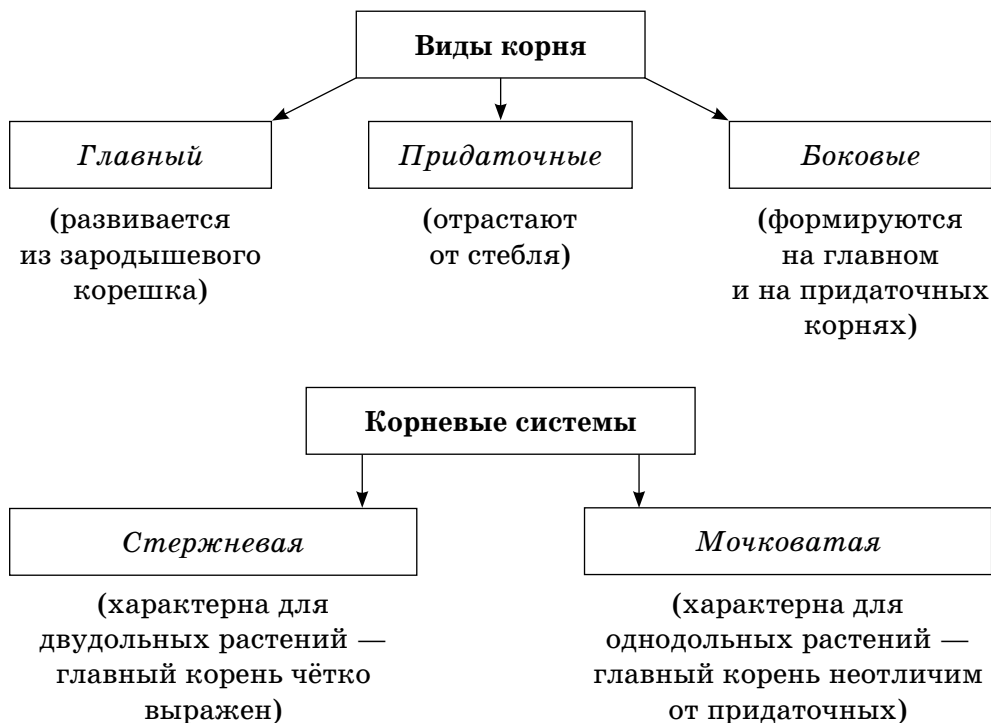 Виды корня
Главный
(развивается
из зародышевого
корешка)
Придаточные
(отрастают
от стебля)
Боковые
(формируются
на главном
и на придаточных
корнях)
Корневые системы
Стержневая
(характерна для
двудольных растений —
главный корень чётко
выражен)
Мочковатая
(характерна для
однодольных растений —
главный корень неотличим
от придаточных)